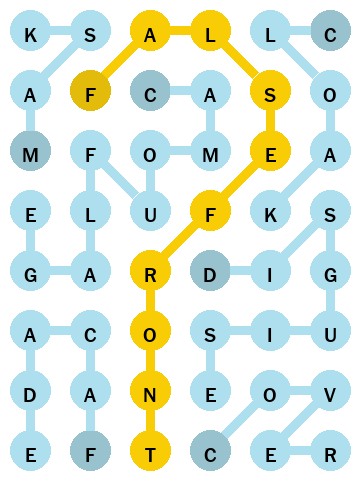 K S A L L C
A F C A S O
M F O M E A
E L U F K S
G A R D I G
A C O S I U
D A N E O V
E F T C E R